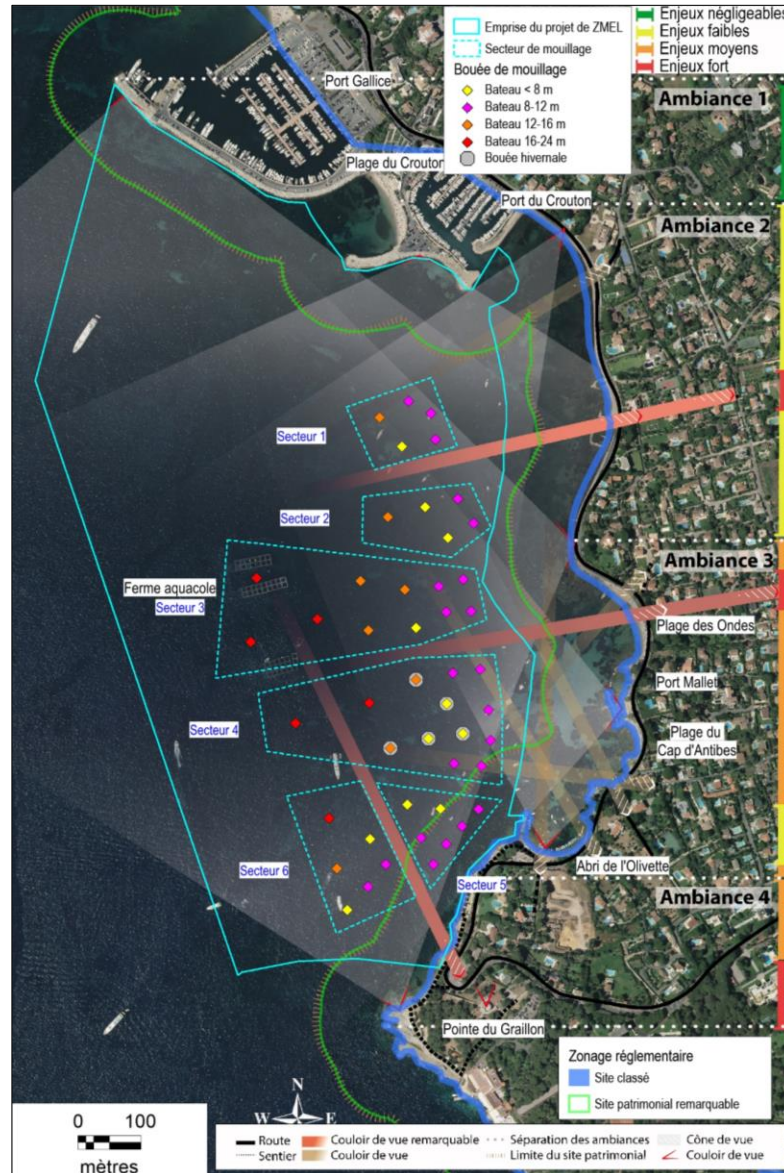 Emprise du projet de ZMEL
Secteur de mouillage
Bouée de mouillage
Bateau < 8 m
Bateau 8-12 m
Bateau 12-16 m
Bateau 16-24 m
Bouée hivernale
Enjeux négligeables
Enjeux faibles
Enjeux moyens
Enjeux fort
Port Gallice
Ambiance 1
Plage du Crouton
Port du Crouton
Ambiance 2
Secteur 1
Secteur 2
Ambiance 3
Ferme aquacole
Secteur 3
Plage des Ondes
Port Mallet
Secteur 4
Plage du
Cap d'Antibes
Abri de l'Olivette
Secteur 6
Secteur 5
Ambiance 4
Pointe du Graillon
Zonage réglementaire
Site classé
Site patrimonial remarquable
0 100
mètres
N
W E
S
Route
Couloir de vue remarquable
Séparation des ambiances
Cône de vue
Sentier
Couloir de vue
Limite du site patrimonial
Couloir de vue